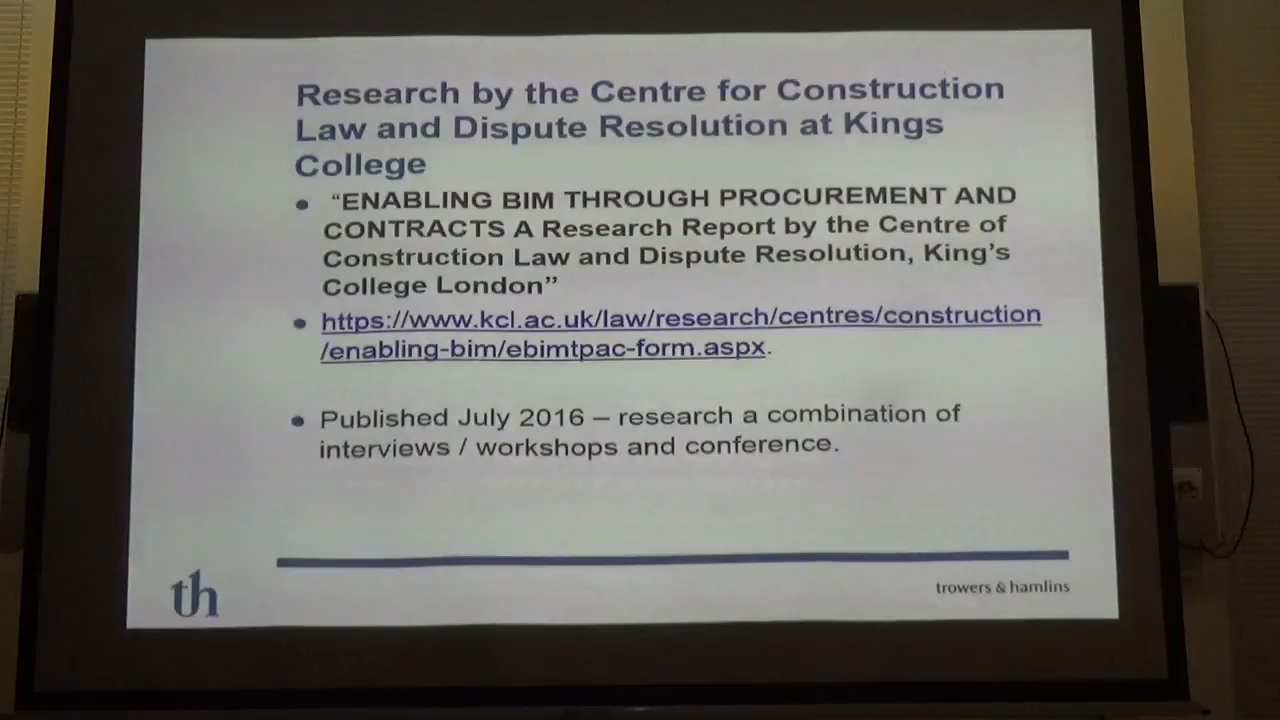 Research by the Centre for Construction
Law and Dispute Resolution at Kings
College
• “ENABLING BIM THROUGH PROCUREMENT AND
CONTRACTS A Research Report by the Centre of
Construction Law and Dispute Resolution, King’s
College London”
• https://www.kcl.ac.uk/law/research/centres/construction
/enabling-bim/ebimtpac-form.aspx.
• Published July 2016 – research a combination of
interviews / workshops and conference.
th
trowers & hamlins